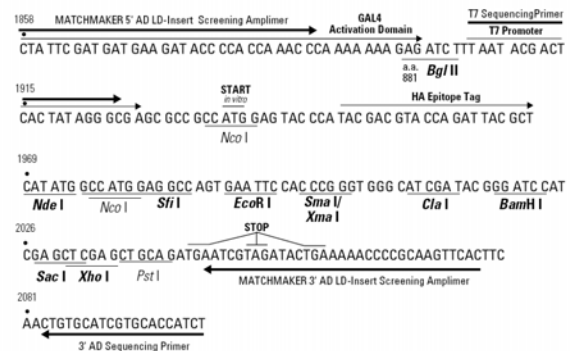 1858 MATCHMAKER 5' AD LD-Insert Screening Amplimer GAL4 Activation Domain T7 SequencingPrimer T7 Promoter
CTA TTC GAT GAT GAA GAT ACC CCA CCA AAC CCA AAA AAA GAG ATC TTT AAT ACG ACT
a.a. 881 Bgl II
1915 START in vitro HA Epitope Tag
CAC TAT AGG GCG AGC GCC GCC ATG GAG TAC CCA TAC GAC GTA CCA GAT TAC GCT
Nco I
1969
CAT ATG GCC ATG GAG GCC AGT GAA TTC CAC CCG GGT GGG CAT CGA TAC GGG ATC CAT
Nde I Nco I Sfi I EcoR I Sma I/ Xma I Cla I BamH I
2026 STOP
CGA GCT CGA GCT GCA GATGAATCGTAGATACTGAAAAACCCCGCAAGTTCACTTC
Sac I Xho I Pst I MATCHMAKER 3' AD LD-Insert Screening Amplimer
2081
AACTGTGCATCGTGCACCATCT
3' AD Sequencing Primer